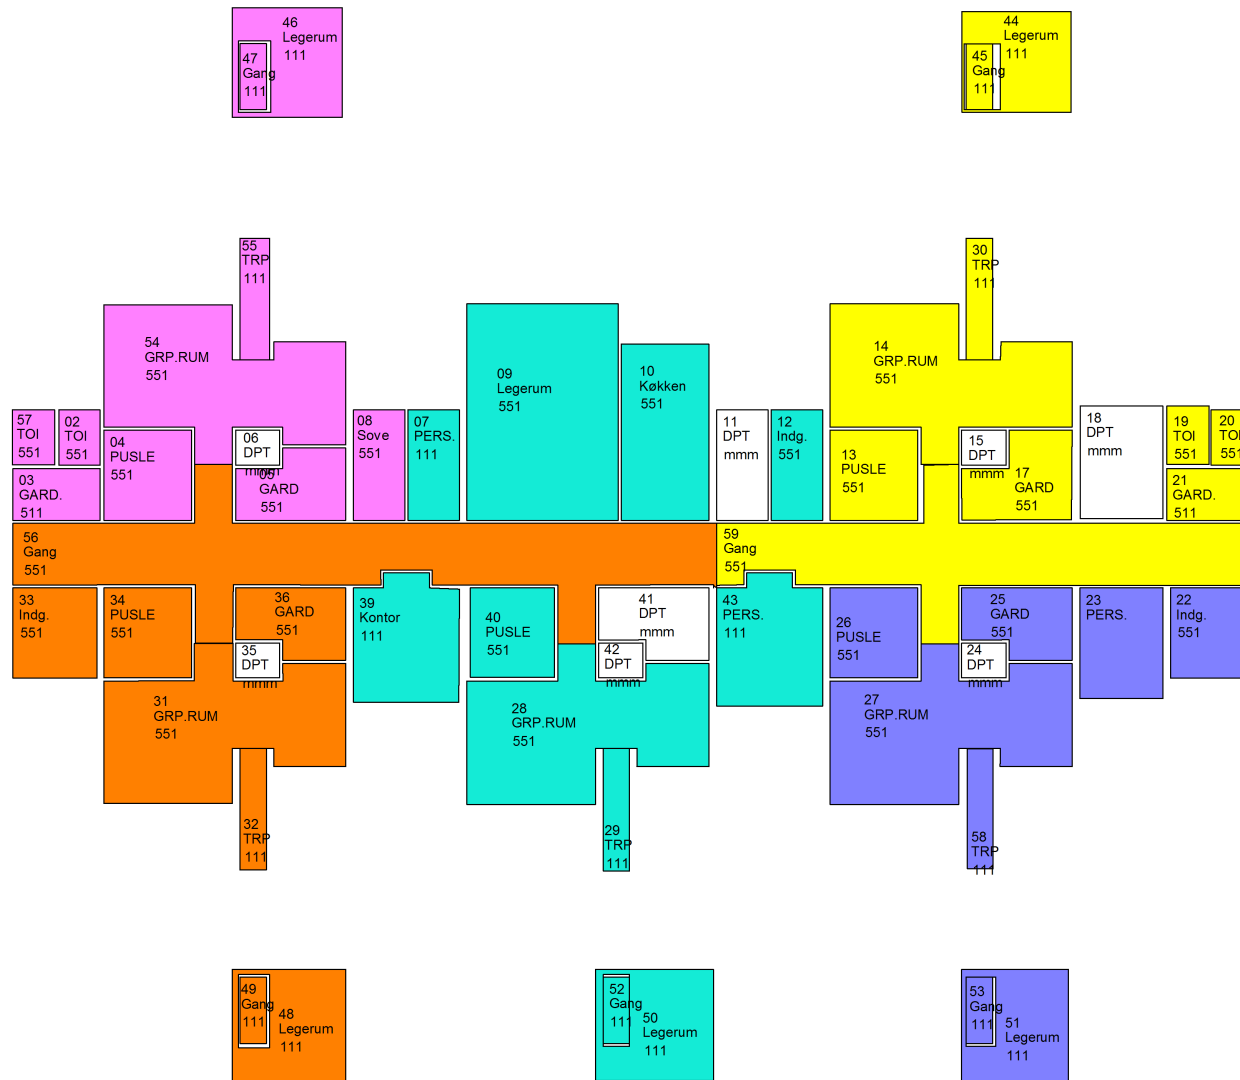 46
Legerum
111
47
Gang
111
44
Legerum
111
45
Gang
111
55
TRP
111
30
TRP
111
54
GRP.RUM
551
09
Legerum
551
10
Køkken
551
14
GRP.RUM
551
57
TOI
551
02
TOI
551
04
PUSLE
551
06
DPT
mmm
08
Sove
551
07
PERS.
111
11
DPT
mmm
12
Indg.
551
13
PUSLE
551
15
DPT
mmm
18
DPT
mmm
19
TOI
551
20
TOI
551
03
GARD.
511
05
GARD
551
17
GARD
551
21
GARD.
511
56
Gang
551
59
Gang
551
33
Indg.
551
34
PUSLE
551
36
GARD
551
39
Kontor
111
40
PUSLE
551
41
DPT
mmm
43
PERS.
111
26
PUSLE
551
25
GARD
551
23
PERS.
22
Indg.
551
35
DPT
mmm
42
DPT
mmm
24
DPT
mmm
31
GRP.RUM
551
28
GRP.RUM
551
27
GRP.RUM
551
32
TRP
111
29
TRP
111
58
TRP
111
49
Gang
111
48
Legerum
111
52
Gang
111
50
Legerum
111
53
Gang
111
51
Legerum
111